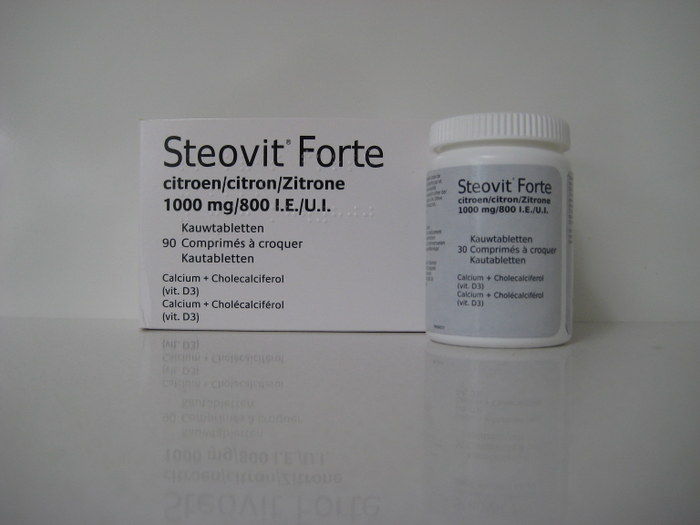 Steovit® Forte
citroen/citron/Zitrone
1000 mg/800 I.E./U.I.
Kauwtabletten
90 Comprimés à croquer
Kautabletten
Calcium + Cholecalciferol
(vit. D3)
Calcium + Cholécalciférol
(vit. D3)
Steovit® Forte
citroen/citron/Zitrone
1000 mg/800 I.E./U.I.
Kauwtabletten
30 Comprimés à croquer
Kautabletten
Calcium + Cholecalciferol
(vit. D3)
Calcium + Cholécalciférol
(vit. D3)